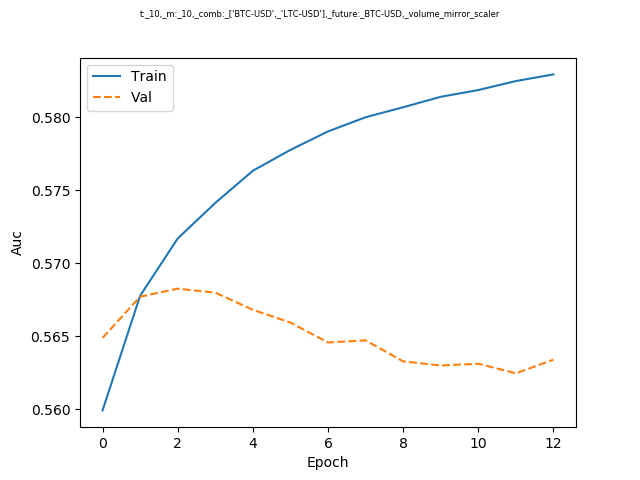 t:_10,_m:_10,_comb:_['BTC-USD',_'LTC-USD'],_future:_BTC-USD,_volume_mirror_scaler
Train
Val
0.580
0.575
0.570
0.565
0.560
Auc
0 2 4 6 8 10 12
Epoch